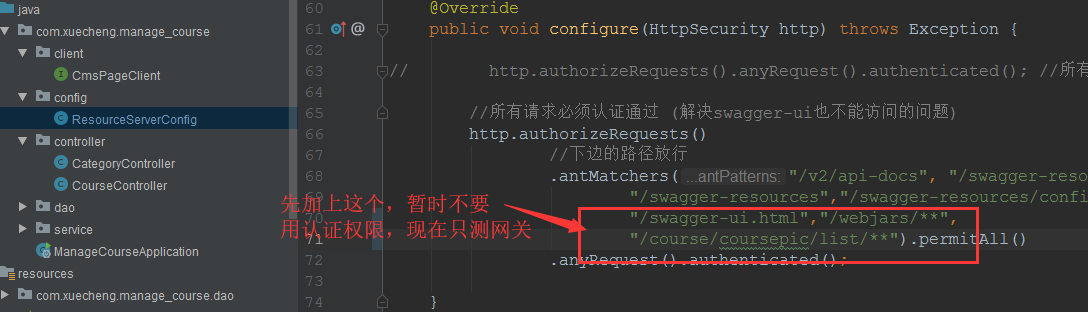 java
com.xuecheng.manage_course
client
CmsPageClient
config
ResourceServerConfig
controller
CategoryController
CourseController
dao
service
ManageCourseApplication
resources
com.xuecheng.manage_course.dao
60 @Override
61 @ public void configure(HttpSecurity http) throws Exception {
62
63 // http.authorizeRequests().anyRequest().authenticated(); //所有
64
65 //所有请求必须认证通过 (解决swagger-ui也不能访问的问题)
66 http.authorizeRequests()
67 //下边的路径放行
68 .antMatchers( ...antPatterns: "/v2/api-docs", "/swagger-reso
69 "/swagger-resources","/swagger-resources/confi
"/swagger-ui.html","/webjars/**",
71 "/course/coursepic/list/**").permitAll()
72 .anyRequest().authenticated();
73
74 }
先加上这个，暂时不要
用认证权限，现在只测网关